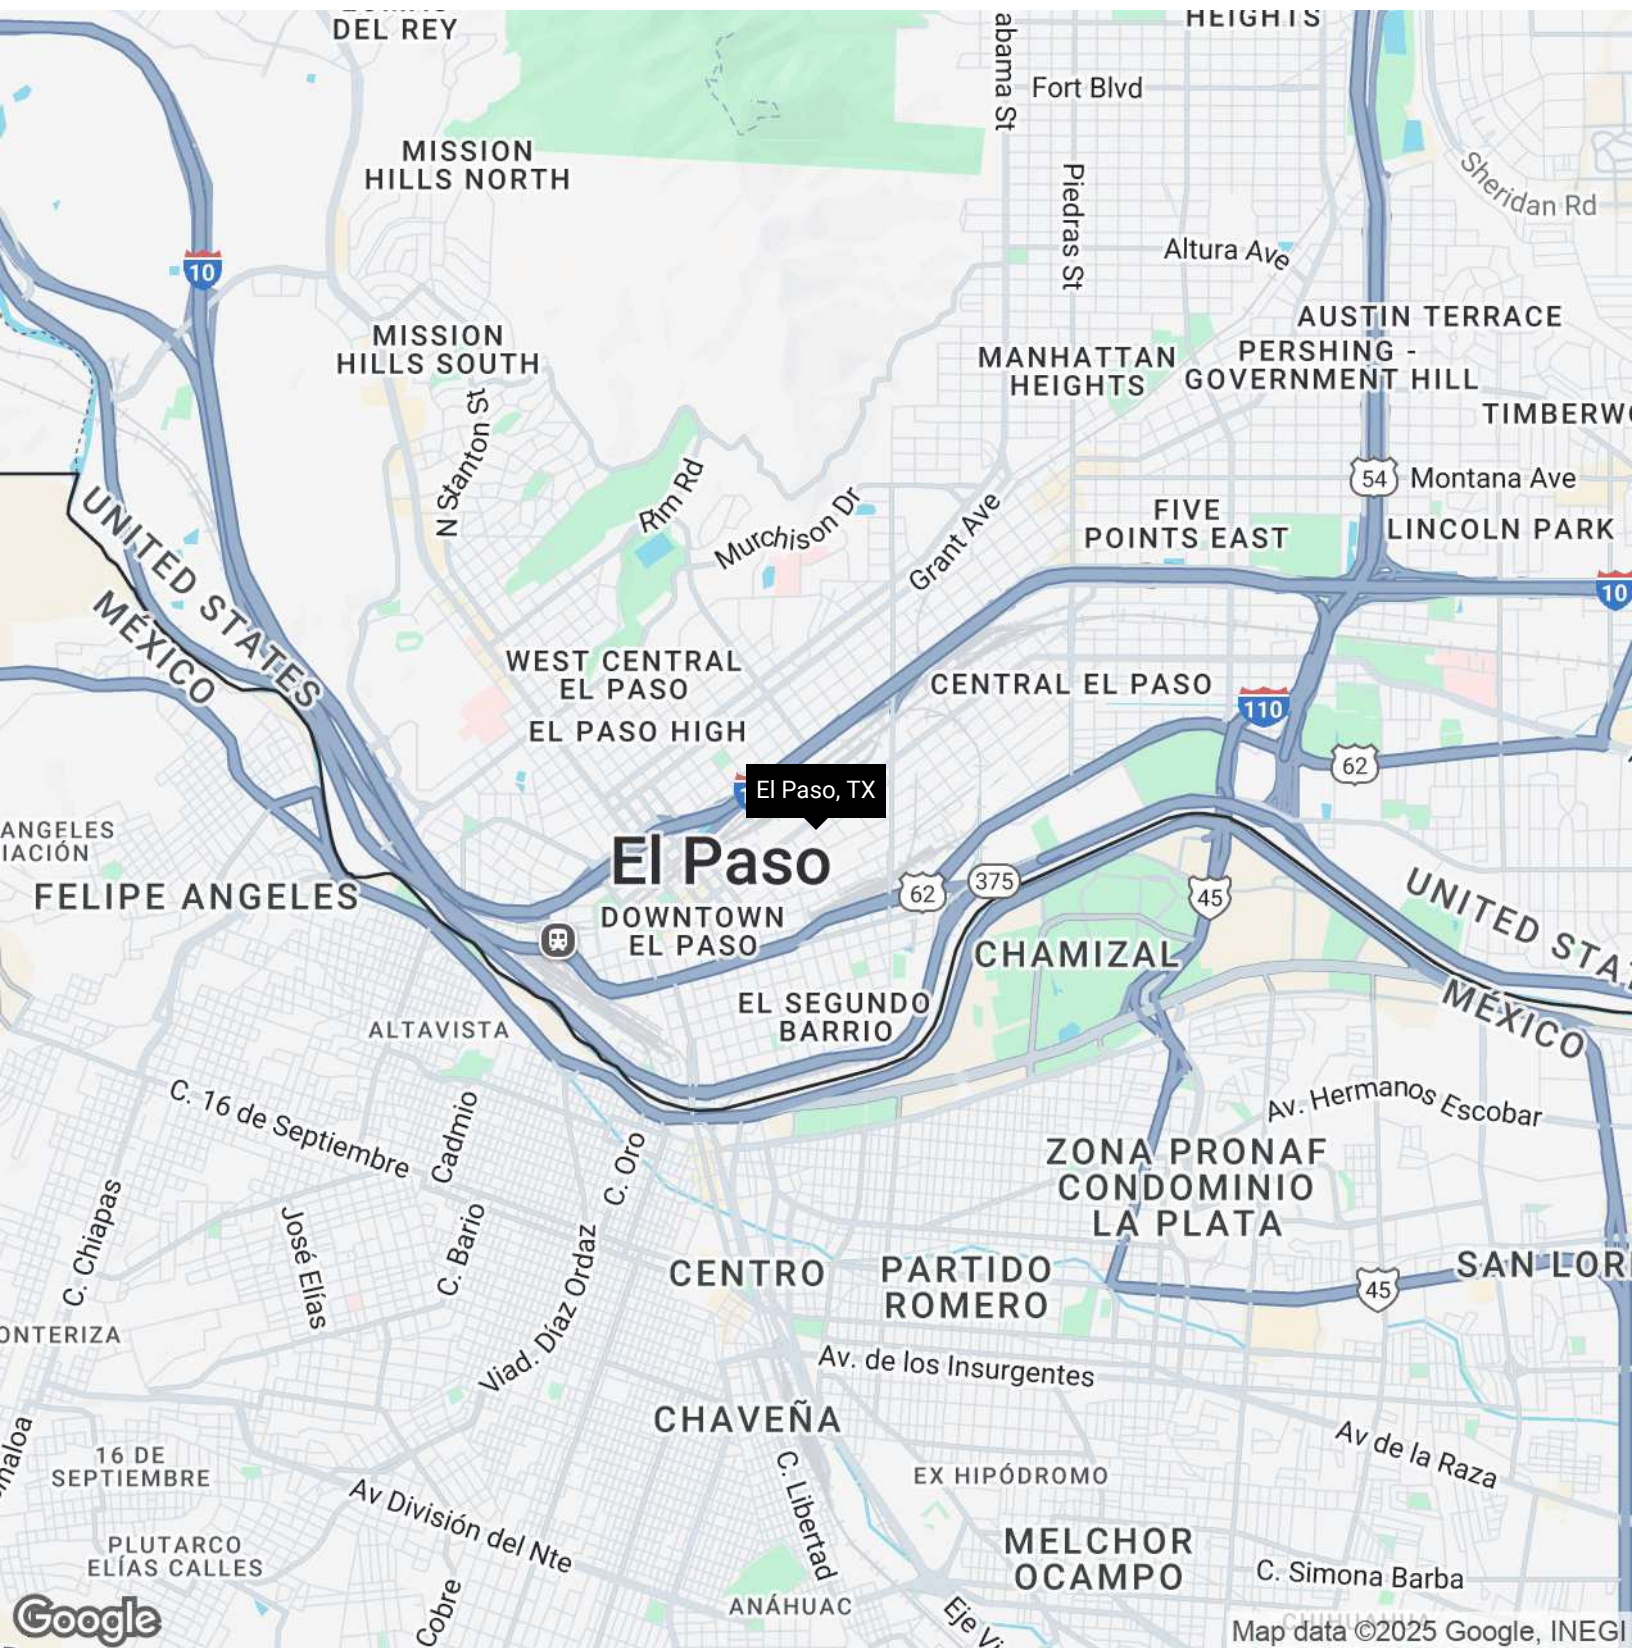 DEL REY
HEIGHTS
abama St
Fort Blvd
MISSION
HILLS NORTH
Piedras St
Sheridan Rd
Altura Ave
10
AUSTIN TERRACE
MISSION
HILLS SOUTH
MANHATTAN
HEIGHTS
PERSHING -
GOVERNMENT HILL
TIMBERWO
N Stanton St
Rim Rd
Murchison Dr
Grant Ave
54
Montana Ave
FIVE
POINTS EAST
LINCOLN PARK
UNITED STATES
MÉXICO
10
WEST CENTRAL
EL PASO
CENTRAL EL PASO
110
EL PASO HIGH
62
El Paso, TX
ANGELES
IACIÓN
El Paso
FELIPE ANGELES
62
375
45
UNITED STA
DOWNTOWN
EL PASO
CHAMIZAL
MÉXICO
EL SEGUNDO
BARRIO
ALTAVISTA
C. 16 de Septiembre
Cadmio
C. Oro
Av. Hermanos Escobar
ZONA PRONAF
CONDOMINIO
LA PLATA
C. Chiapas
José Elías
C. Bario
Viad. Díaz Ordaz
CENTRO
PARTIDO
ROMERO
45
SAN LOR
ONTERIZA
Av. de los Insurgentes
CHAVEÑA
Av de la Raza
naloa
16 DE
SEPTIEMBRE
C. Libertad
EX HIPÓDROMO
Av División del Nte
PLUTARCO
ELÍAS CALLES
MELCHOR
OCAMPO
C. Simona Barba
Cobre
ANÁHUAC
Eje Vi
Google
Map data ©2025 Google, INEGI